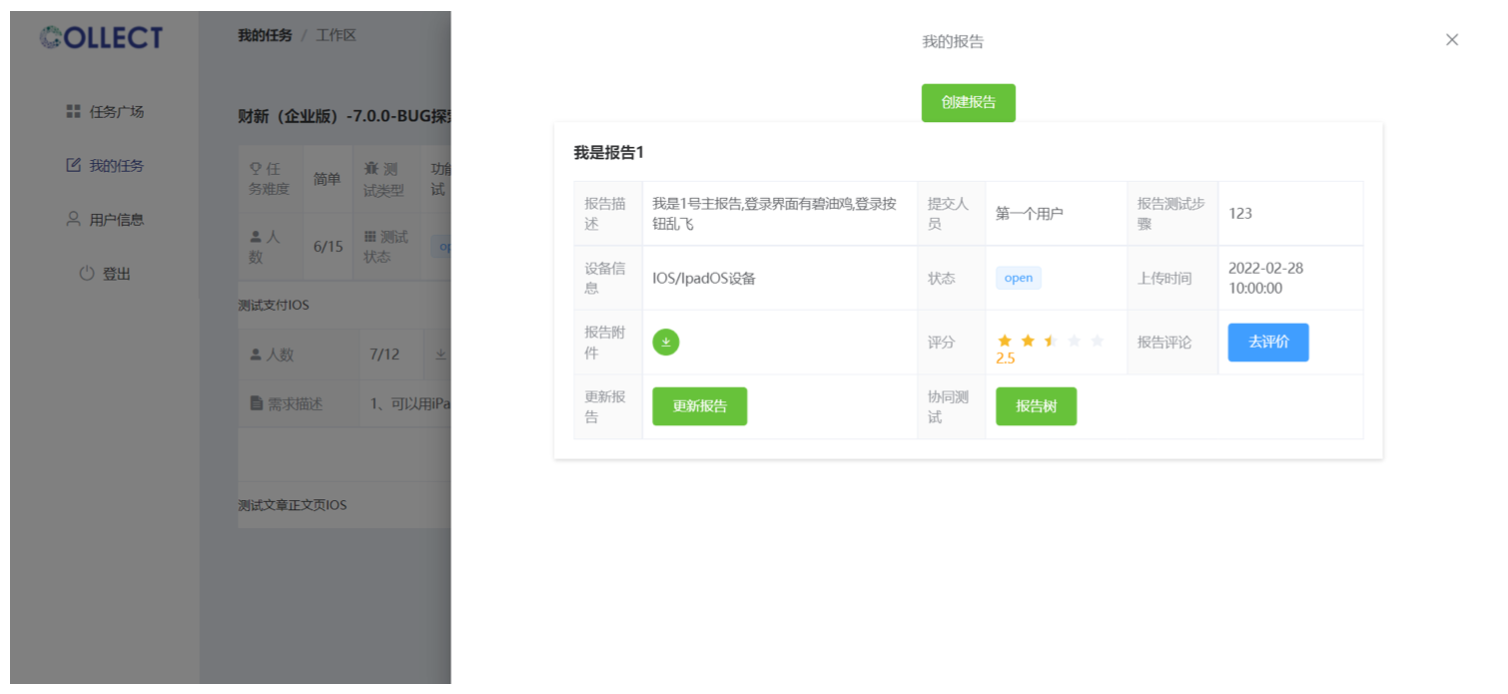 COLLECT
任务广场
我的任务
用户信息
登出
我的任务 / 工作区
财新（企业版）-7.0.0-BUG探
任
务难度
简单
测
试类型
功
试
人
数
6/15
测试
状态
测试支付IOS
人数
7/12
需求描述
1、可以用iPa
测试文章正文页IOS
我的报告
创建报告
我是报告1
报告描
述
我是1号主报告,登录界面有碧油鸡,登录按
钮乱飞
提交人
员
第一个用户
报告测试步
骤
123
设备信
息
IOS/IpadOS设备
状态
open
上传时间
2022-02-28
10:00:00
报告附
件
评分
2.5
报告评论
去评价
更新报
告
更新报告
协同测
试
报告树